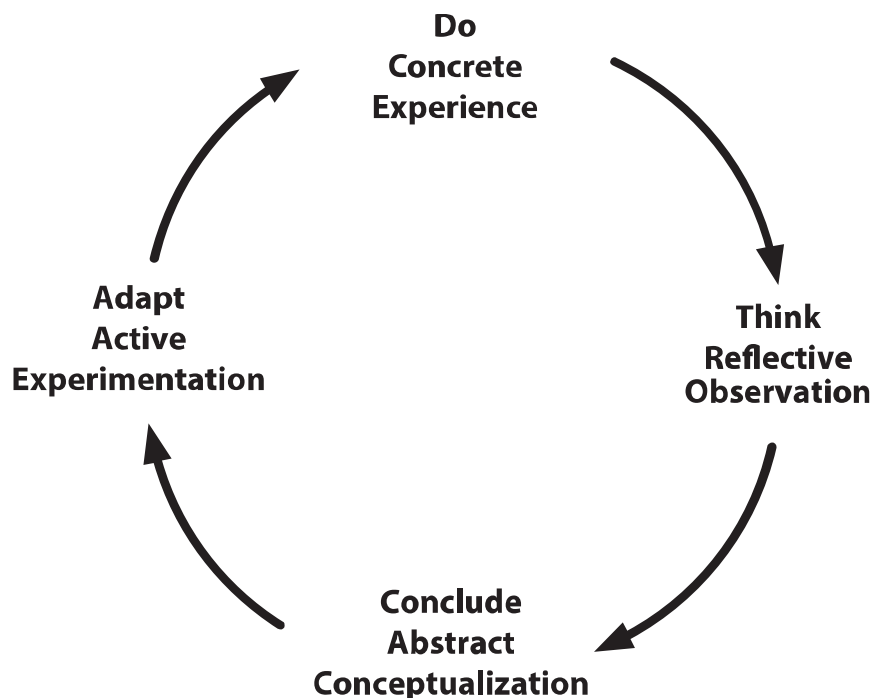 Do
Concrete
Experience
Think
Reflective
Observation
Conclude
Abstract
Conceptualization
Adapt
Active
Experimentation